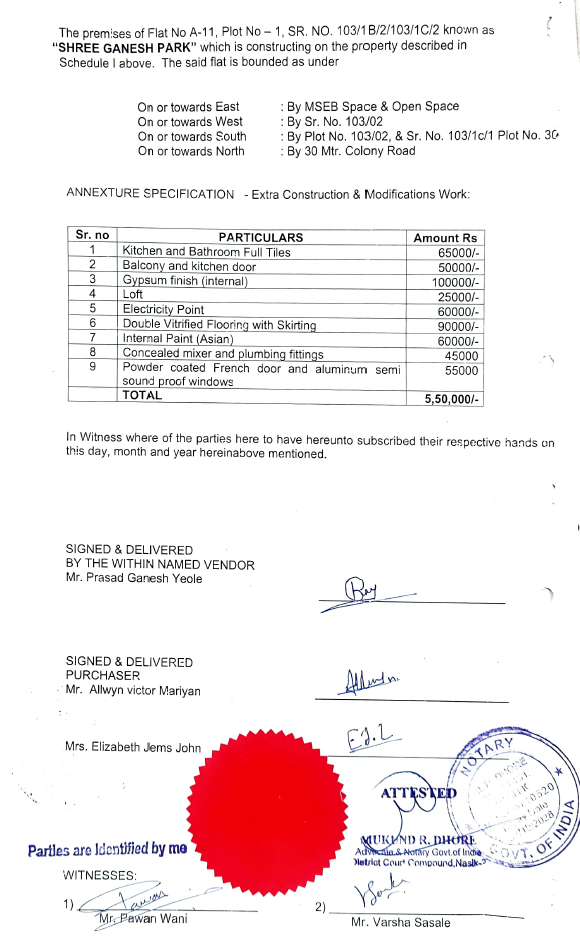 The premises of Flat No A-11, Plot No – 1, SR. NO. 103/1B/2/103/1C/2 known as
“SHREE GANESH PARK” which is constructing on the property described in
Schedule I above. The said flat is bounded as under
On or towards East : By MSEB Space & Open Space
On or towards West : By Sr. No. 103/02
On or towards South : By Plot No. 103/02, & Sr. No. 103/1c/1 Plot No. 30
On or towards North : By 30 Mtr. Colony Road
ANNEXTURE SPECIFICATION - Extra Construction & Modifications Work:
Sr. no PARTICULARS Amount Rs
1 Kitchen and Bathroom Full Tiles 65000/-
2 Balcony and kitchen door 50000/-
3 Gypsum finish (internal) 100000/-
4 Loft 25000/-
5 Electricity Point 60000/-
6 Double Vitrified Flooring with Skirting 90000/-
7 Internal Paint (Asian) 60000/-
8 Concealed mixer and plumbing fittings 45000
9 Powder coated French door and aluminum semi 55000
sound proof windows
TOTAL 5,50,000/-
In Witness where of the parties here to have hereunto subscribed their respective hands on
this day, month and year hereinabove mentioned.
SIGNED & DELIVERED
BY THE WITHIN NAMED VENDOR
Mr. Prasad Ganesh Yeole
SIGNED & DELIVERED
PURCHASER
Mr. Allwyn victor Mariyan
Mrs. Elizabeth Jems John
NOTARY
GOVT. OF INDIA
ATTESTED
MUKUND R. DHORE
Advocate & Notary Govt. of India
District Court Compound, Nasik-
Parties are Identified by me
WITNESSES:
1)
Mr. Pawan Wani
2)
Mr. Varsha Sasale